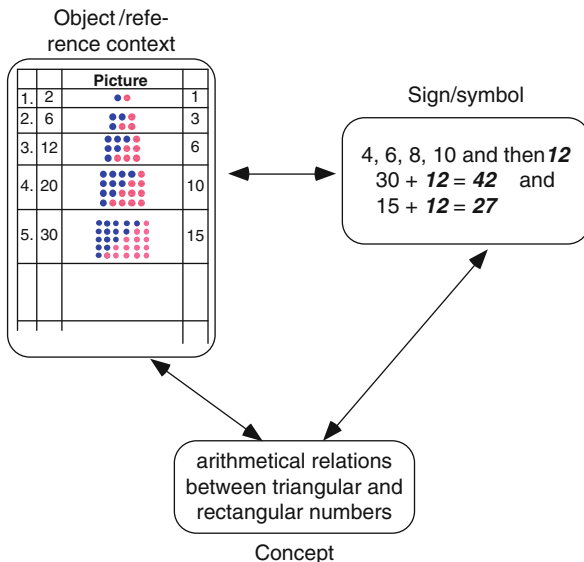 Object/refe-
rence context
Picture
1. 2 1
2. 6 3
3. 12 6
4. 20 10
5. 30 15
Sign/symbol
4, 6, 8, 10 and then 12
30 + 12 = 42 and
15 + 12 = 27
arithmetical relations
between triangular and
rectangular numbers
Concept